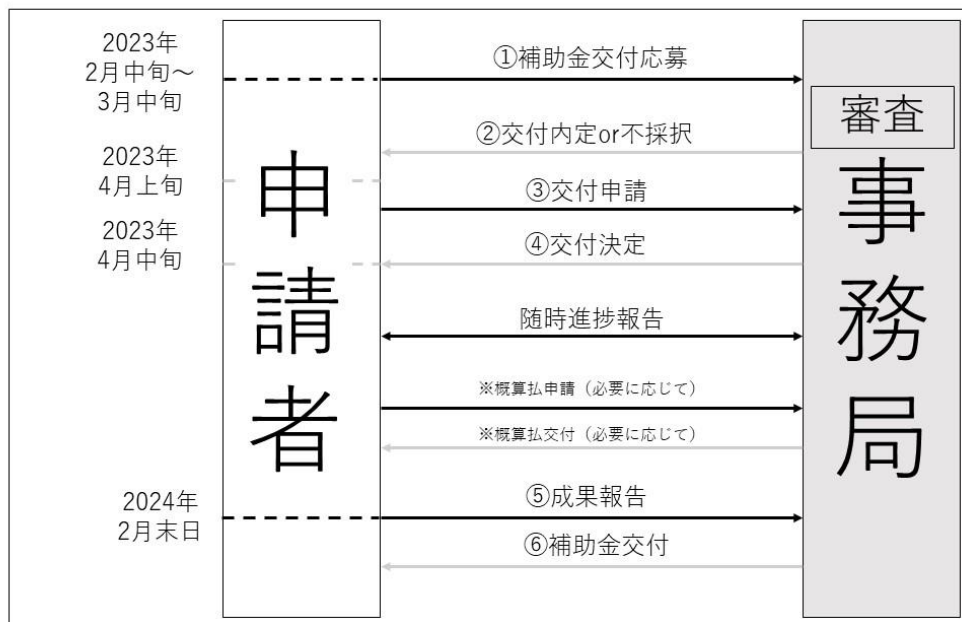 2023年
2月中旬～
3月中旬
①補助金交付応募
審査
②交付内定or不採択
2023年
4月上旬
③交付申請
2023年
4月中旬
④交付決定
随時進捗報告
※概算払申請（必要に応じて）
※概算払交付（必要に応じて）
2024年
2月末日
⑤成果報告
⑥補助金交付
申請者
事務局